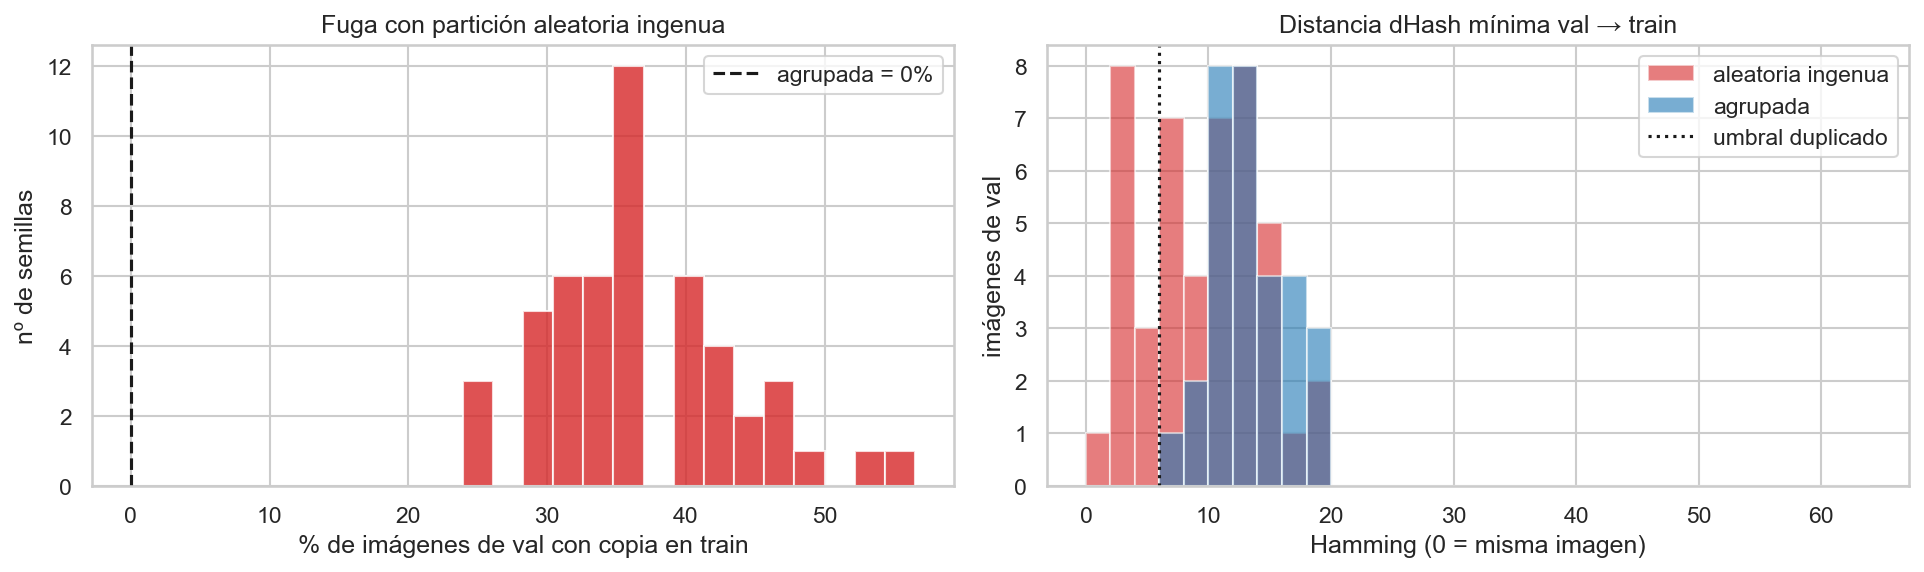 Fuga con partición aleatoria ingenua
agrupada = 0%
12
10
8
6
4
2
0
nº de semillas
0 10 20 30 40 50
% de imágenes de val con copia en train
Distancia dHash mínima val → train
aleatoria ingenua
agrupada
umbral duplicado
8
7
6
5
4
3
2
1
0
imágenes de val
0 10 20 30 40 50 60
Hamming (0 = misma imagen)